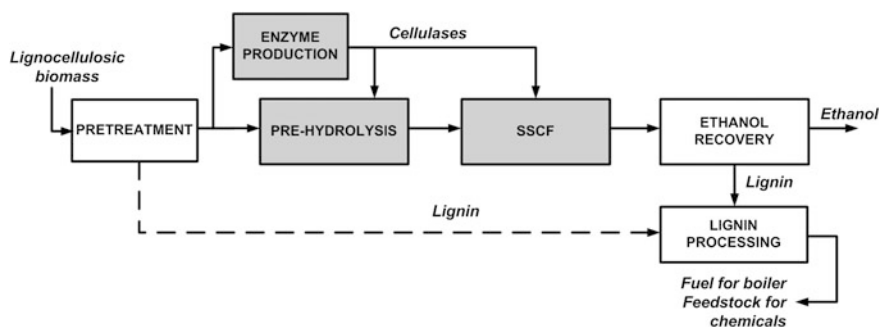 Lignocellulosic
biomass
ENZYME
PRODUCTION
Cellulases
PRETREATMENT
PRE-HYDROLYSIS
SSCF
ETHANOL
RECOVERY
Ethanol
Lignin
Lignin
LIGNIN
PROCESSING
Fuel for boiler
Feedstock for
chemicals